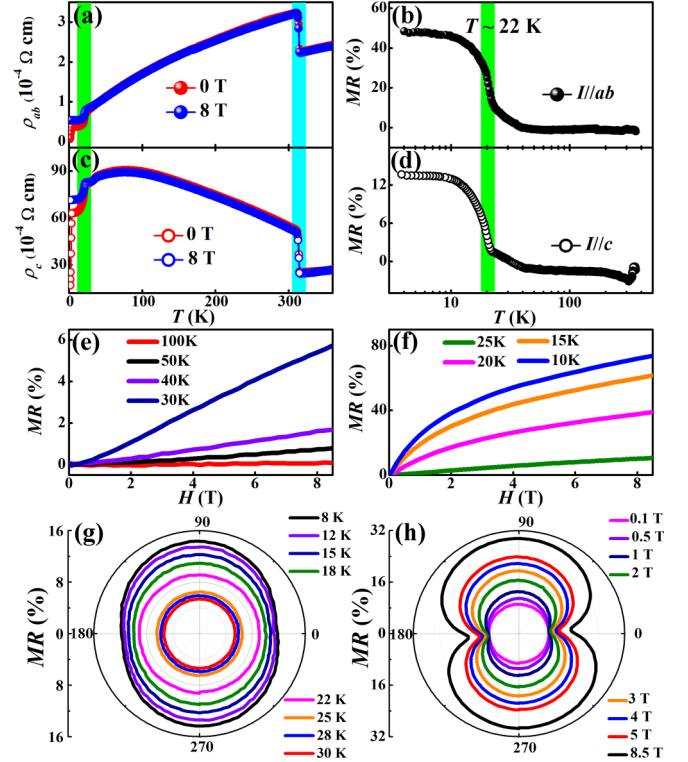 (a)
ρab (10⁻⁴ Ω cm)
3
2
1
0
0 T
8 T
(b)
MR (%)
60
40
20
0
T ~ 22 K
I//ab
(c)
ρc (10⁻⁴ Ω cm)
90
60
30
0 T
8 T
0 100 200 300
T (K)
(d)
MR (%)
12
6
0
I//c
10 100
T (K)
(e)
MR (%)
6
4
2
0
100K
50K
40K
30K
0 2 4 6 8
H (T)
(f)
MR (%)
80
40
0
25K 15K
20K 10K
0 2 4 6 8
H (T)
(g)
MR (%)
16
8
0
8
16
90
180
0
270
8 K
12 K
15 K
18 K
22 K
25 K
28 K
30 K
(h)
MR (%)
32
16
0
16
32
90
180
0
270
0.1 T
0.5 T
1 T
2 T
3 T
4 T
5 T
8.5 T